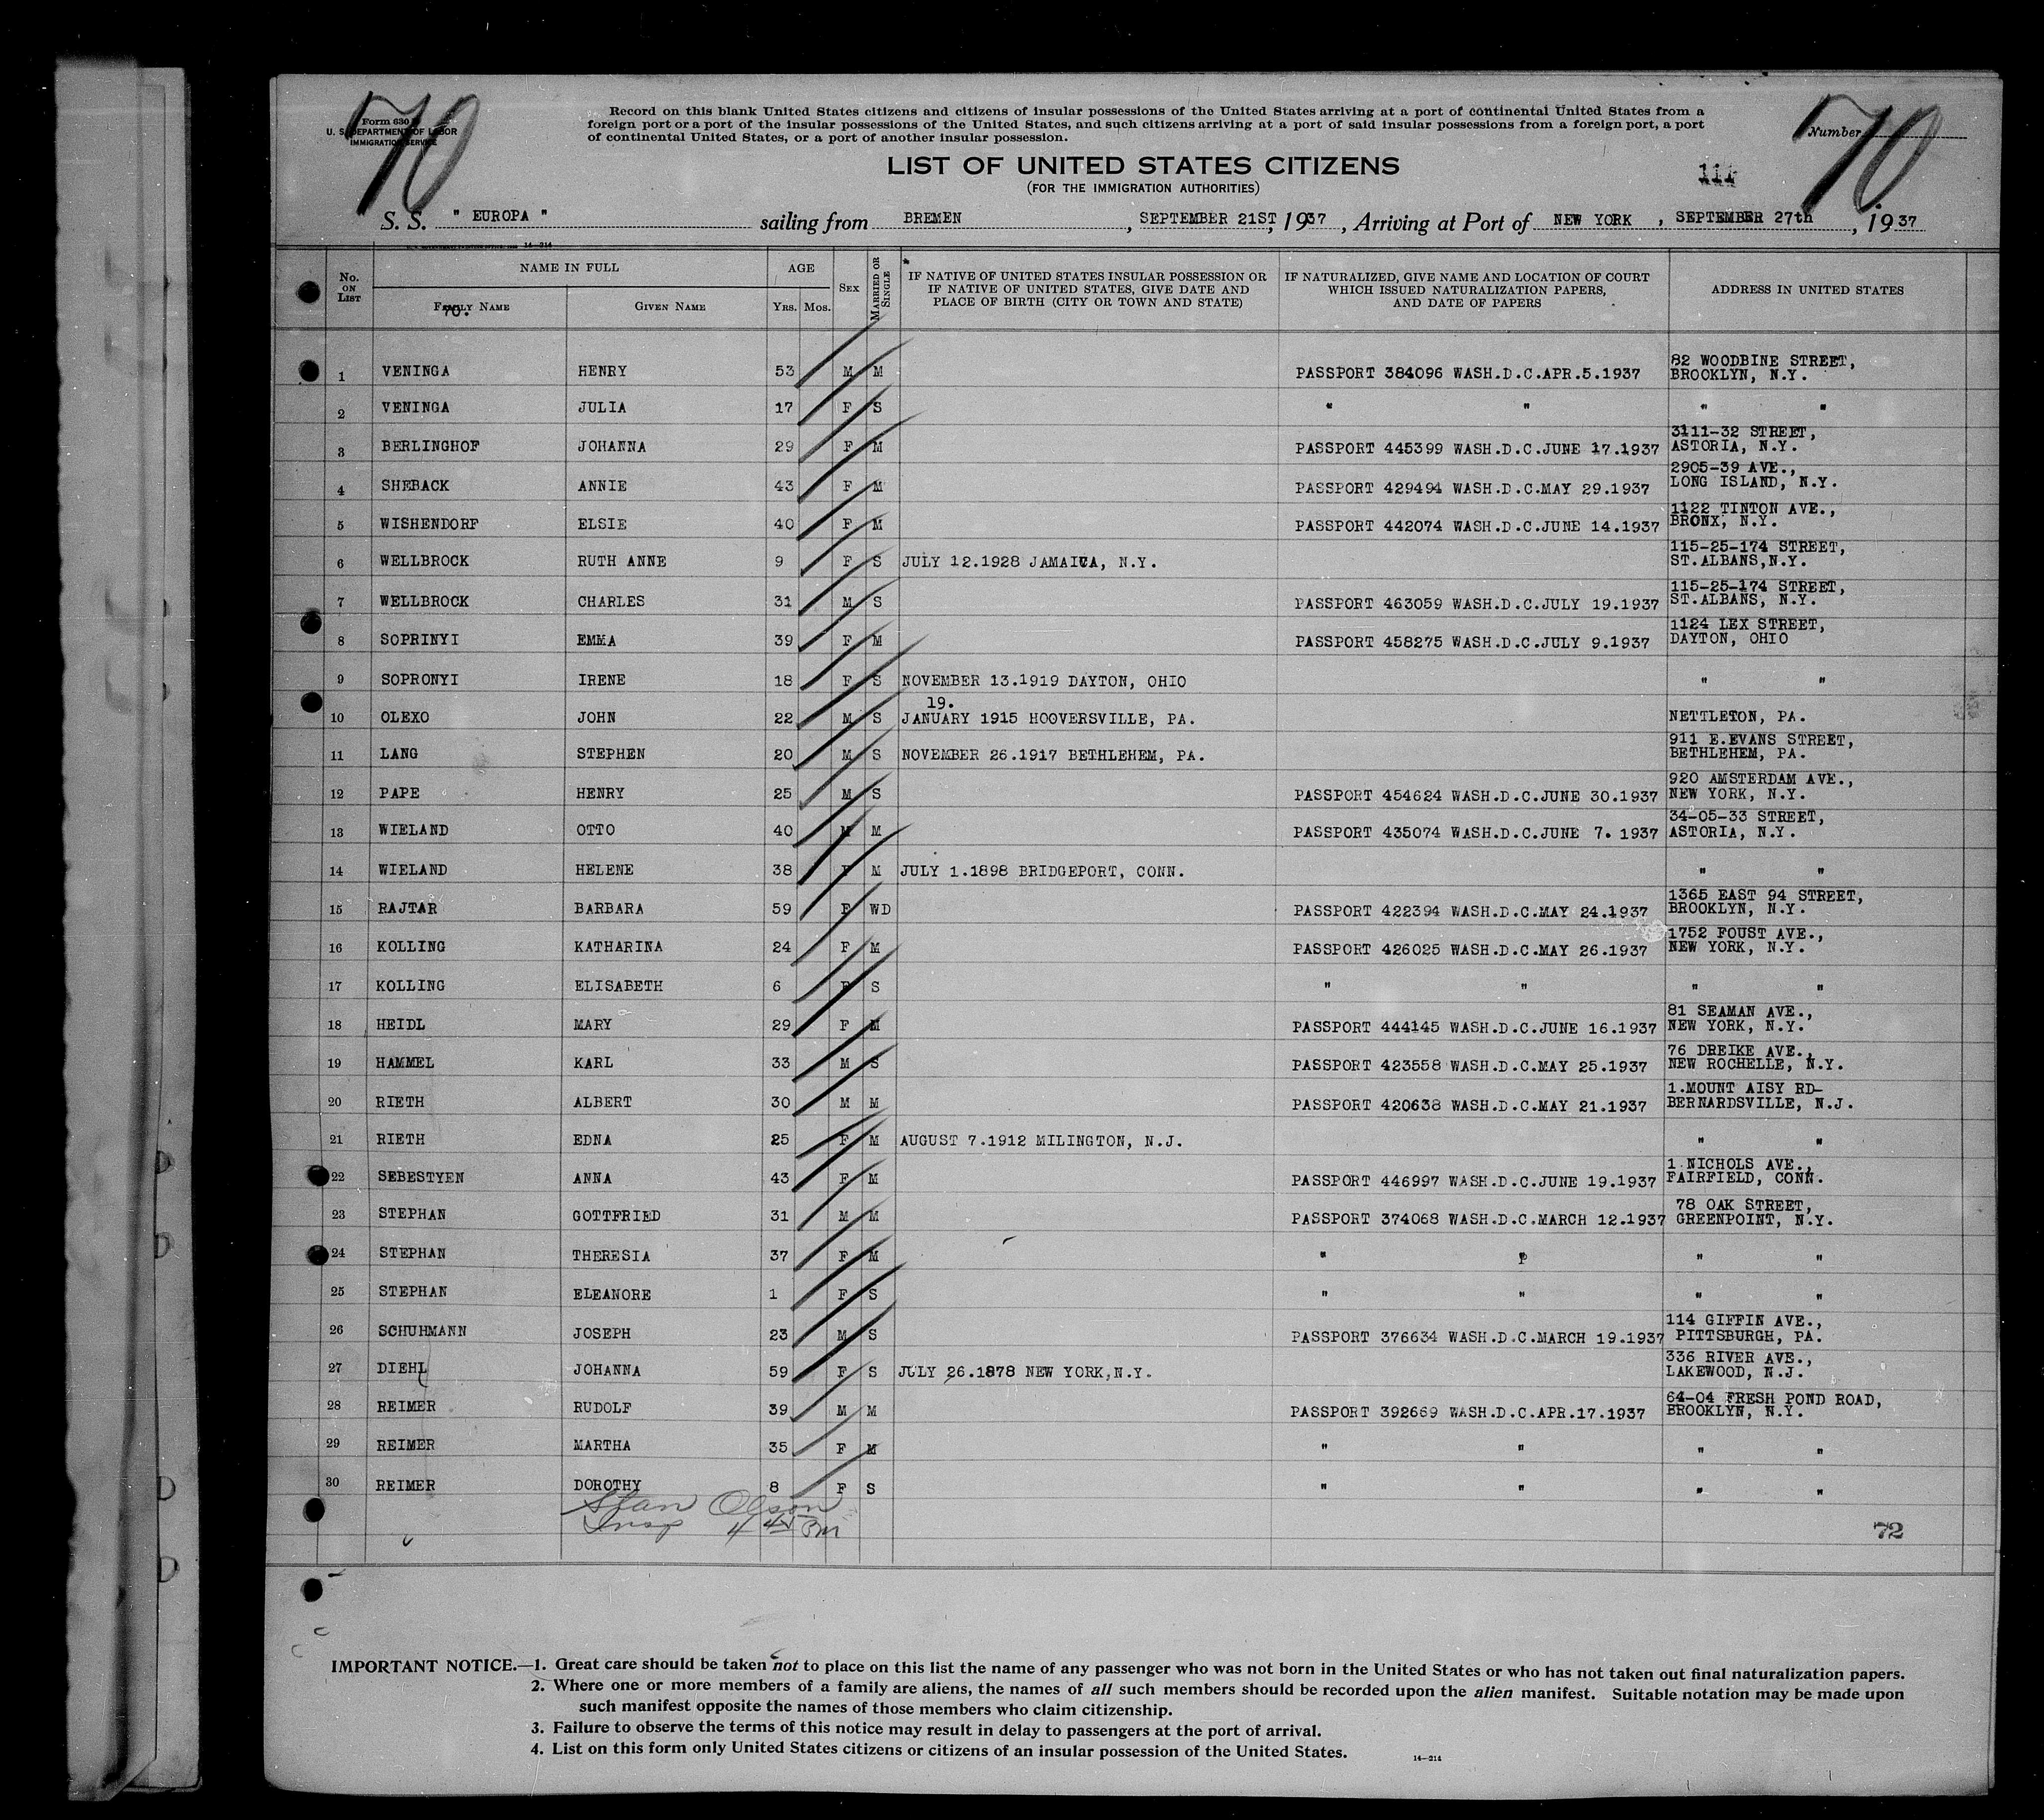 70
70
Form 630
U. S. DEPARTMENT OF LABOR
IMMIGRATION SERVICE
Record on this blank United States citizens and citizens of insular possessions of the United States arriving at a port of continental United States from a
foreign port or a port of the insular possessions of the United States, and such citizens arriving at a port of said insular possessions from a foreign port, a port
of continental United States, or a port of another insular possession.
Number
LIST OF UNITED STATES CITIZENS
(FOR THE IMMIGRATION AUTHORITIES)
111
S. S. " EUROPA " sailing from BREMEN, SEPTEMBER 21ST, 1937, Arriving at Port of NEW YORK, SEPTEMBER 27th, 1937
14—214
No. ON LIST NAME IN FULL Family Name Given Name AGE Yrs. Mos. Sex Married or Single
* IF NATIVE OF UNITED STATES INSULAR POSSESSION OR IF NATIVE OF UNITED STATES, GIVE DATE AND PLACE OF BIRTH (CITY OR TOWN AND STATE)
IF NATURALIZED, GIVE NAME AND LOCATION OF COURT WHICH ISSUED NATURALIZATION PAPERS, AND DATE OF PAPERS
ADDRESS IN UNITED STATES
70.
1 VENINGA HENRY 53 M M PASSPORT 384096 WASH.D.C.APR.5.1937 82 WOODBINE STREET, BROOKLYN, N.Y.
2 VENINGA JULIA 17 F S " " " "
3 BERLINGHOF JOHANNA 29 F M PASSPORT 445399 WASH.D.C.JUNE 17.1937 3111-32 STREET, ASTORIA, N.Y.
4 SHEBACK ANNIE 43 F M PASSPORT 429494 WASH.D.C.MAY 29.1937 2905-39 AVE., LONG ISLAND, N.Y.
5 WISHENDORF ELSIE 40 F M PASSPORT 442074 WASH.D.C.JUNE 14.1937 1122 TINTON AVE., BRONX, N.Y.
6 WELLBROCK RUTH ANNE 9 F S JULY 12.1928 JAMAICA, N.Y. 115-25-174 STREET, ST.ALBANS,N.Y.
7 WELLBROCK CHARLES 31 M S PASSPORT 463059 WASH.D.C.JULY 19.1937 115-25-174 STREET, ST.ALBANS, N.Y.
8 SOPRINYI EMMA 39 F M PASSPORT 458275 WASH.D.C.JULY 9.1937 1124 LEX STREET, DAYTON, OHIO
9 SOPRONYI IRENE 18 F S NOVEMBER 13.1919 DAYTON, OHIO " "
19.
10 OLEXO JOHN 22 M S JANUARY 1915 HOOVERSVILLE, PA. NETTLETON, PA.
11 LANG STEPHEN 20 M S NOVEMBER 26.1917 BETHLEHEM, PA. 911 E.EVANS STREET, BETHLEHEM, PA.
12 PAPE HENRY 25 M S PASSPORT 454624 WASH.D.C.JUNE 30.1937 920 AMSTERDAM AVE., NEW YORK, N.Y.
13 WIELAND OTTO 40 M M PASSPORT 435074 WASH.D.C.JUNE 7. 1937 34-05-33 STREET, ASTORIA, N.Y.
14 WIELAND HELENE 38 F M JULY 1.1898 BRIDGEPORT, CONN. " "
15 RAJTAR BARBARA 59 F WD PASSPORT 422394 WASH.D.C.MAY 24.1937 1365 EAST 94 STREET, BROOKLYN, N.Y.
16 KOLLING KATHARINA 24 F M PASSPORT 426025 WASH.D.C.MAY 26.1937 1752 FOUST AVE., NEW YORK, N.Y.
17 KOLLING ELISABETH 6 F S " " " "
18 HEIDL MARY 29 F M PASSPORT 444145 WASH.D.C.JUNE 16.1937 81 SEAMAN AVE., NEW YORK, N.Y.
19 HAMMEL KARL 33 M S PASSPORT 423558 WASH.D.C.MAY 25.1937 76 DREIKE AVE., NEW ROCHELLE, N.Y.
20 RIETH ALBERT 30 M M PASSPORT 420638 WASH.D.C.MAY 21.1937 1.MOUNT AISY RD- BERNARDSVILLE, N.J.
21 RIETH EDNA 25 F M AUGUST 7.1912 MILINGTON, N.J. " "
22 SEBESTYEN ANNA 43 F M PASSPORT 446997 WASH.D.C.JUNE 19.1937 1 NICHOLS AVE., FAIRFIELD, CONN.
23 STEPHAN GOTTFRIED 31 M M PASSPORT 374068 WASH.D.C.MARCH 12.1937 78 OAK STREET, GREENPOINT, N.Y.
24 STEPHAN THERESIA 37 F M " " " "
25 STEPHAN ELEANORE 1 F S " " " "
26 SCHUHMANN JOSEPH 23 M S PASSPORT 376634 WASH.D.C.MARCH 19.1937 114 GIFFIN AVE., PITTSBURGH, PA.
27 DIEHL JOHANNA 59 F S JULY 26.1878 NEW YORK,N.Y. 336 RIVER AVE., LAKEWOOD, N.J.
28 REIMER RUDOLF 39 M M PASSPORT 392669 WASH.D.C.APR.17.1937 64-04 FRESH POND ROAD, BROOKLYN, N.Y.
29 REIMER MARTHA 35 F M " " " "
30 REIMER DOROTHY 8 F S " " " "
Stan Olson
Insp 4 45 PM
72
IMPORTANT NOTICE.—1. Great care should be taken not to place on this list the name of any passenger who was not born in the United States or who has not taken out final naturalization papers.
2. Where one or more members of a family are aliens, the names of all such members should be recorded upon the alien manifest. Suitable notation may be made upon
such manifest opposite the names of those members who claim citizenship.
3. Failure to observe the terms of this notice may result in delay to passengers at the port of arrival.
4. List on this form only United States citizens or citizens of an insular possession of the United States.
14—214